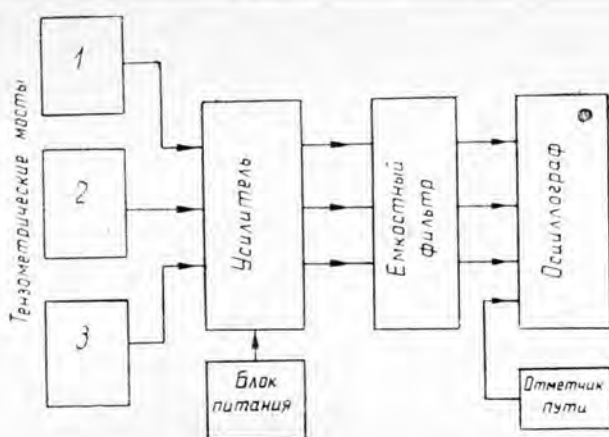 Тензометрические мосты
1
2
3
Усилитель
Блок
питания
Емкостный
фильтр
Осциллограф
Отметчик
пути